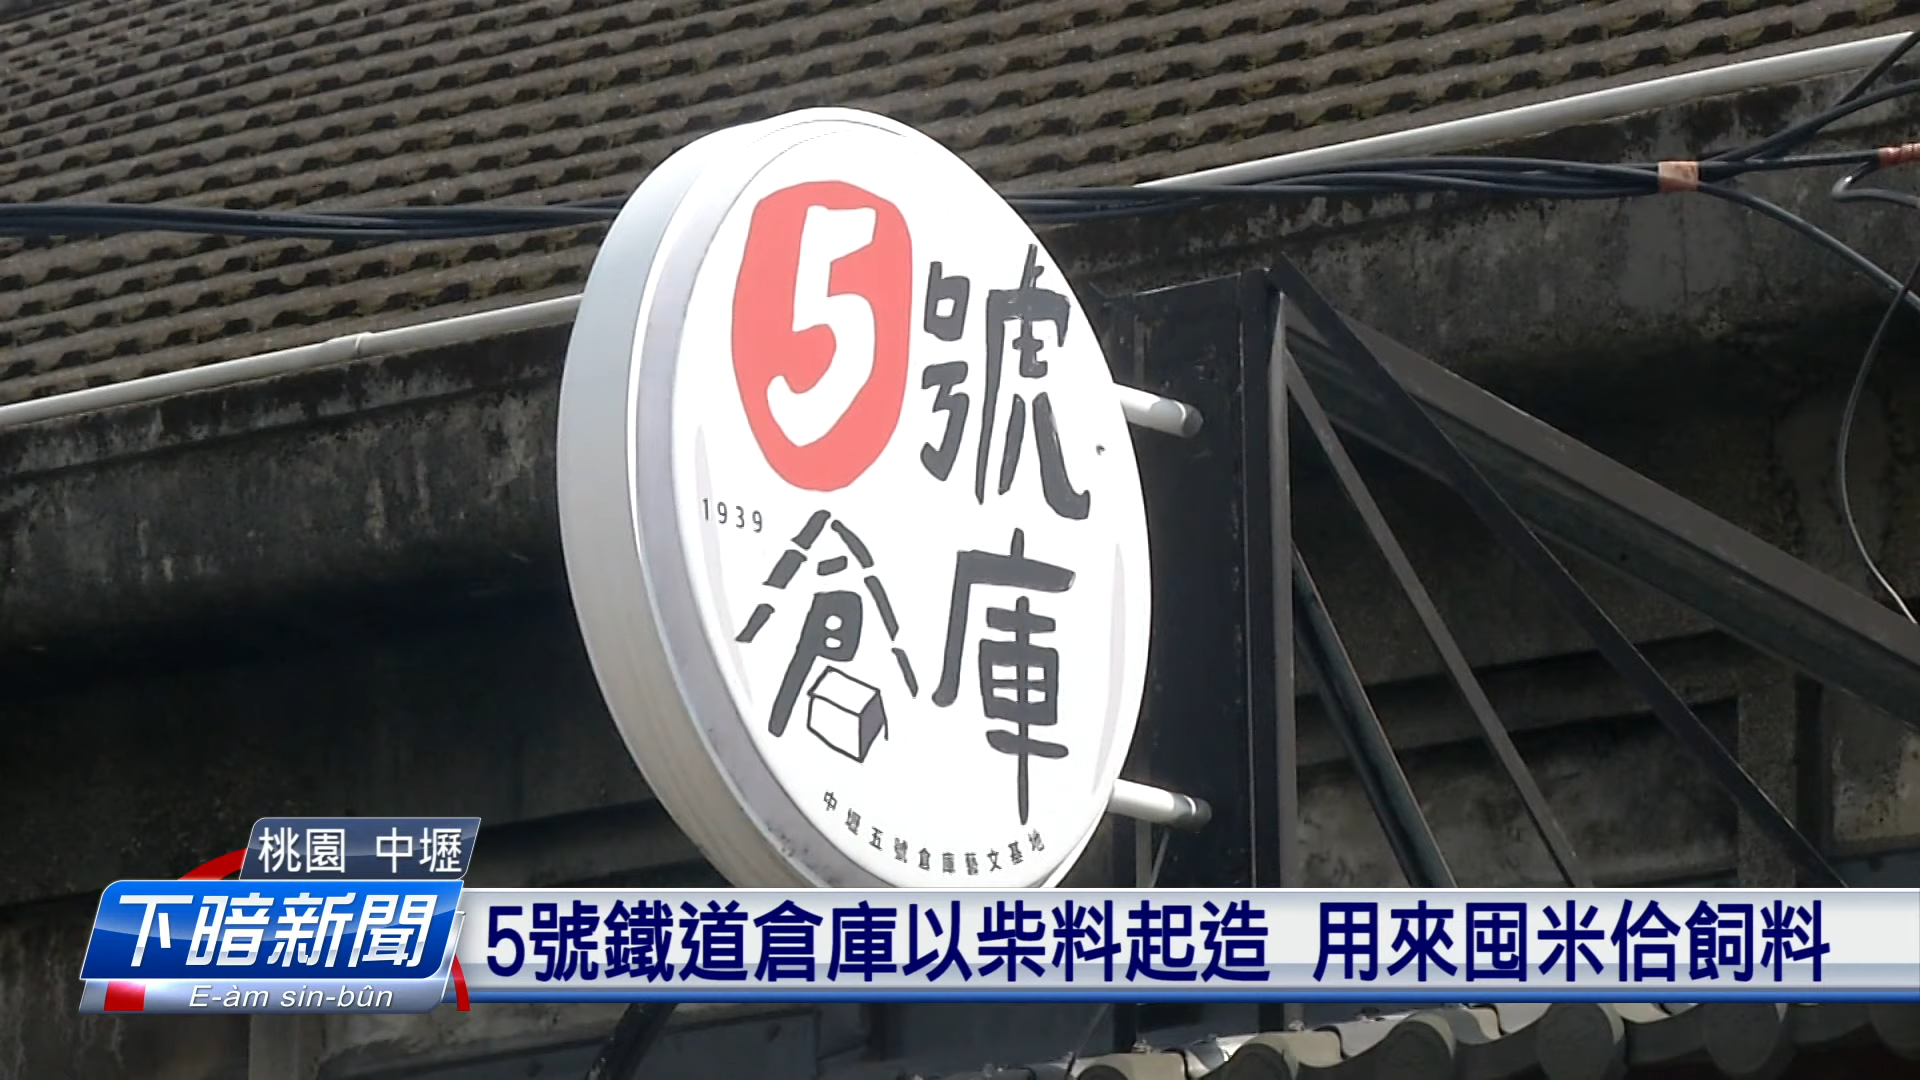 5號
1939
倉庫
中壢五號倉庫藝文基地
桃園 中壢
下暗新聞
E-àm sin-bûn
5號鐵道倉庫以柴料起造 用來囤米佮飼料